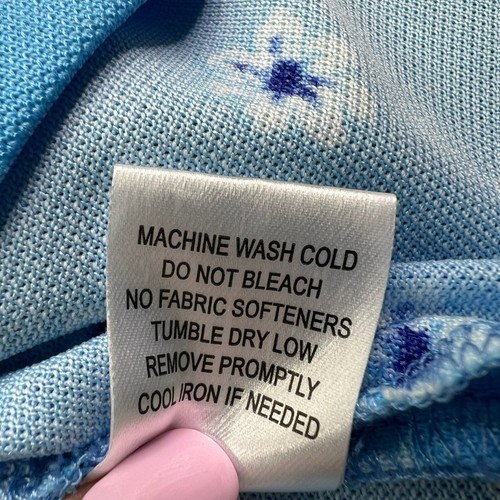 MACHINE WASH COLD
DO NOT BLEACH
NO FABRIC SOFTENERS
TUMBLE DRY LOW
REMOVE PROMPTLY
COOL IRON IF NEEDED